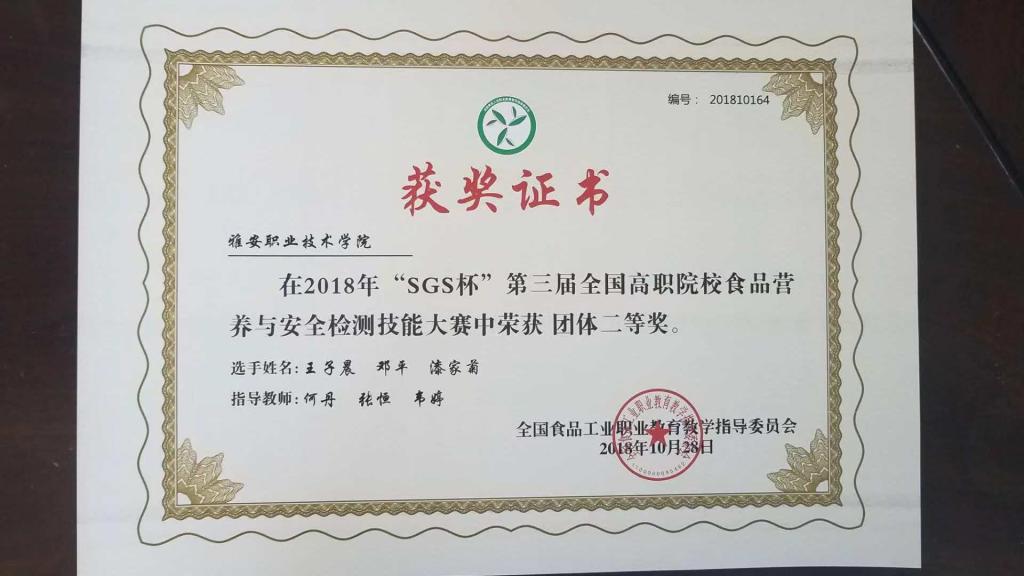 编号： 201810164
获奖证书
雅安职业技术学院
在2018年“SGS杯”第三届全国高职院校食品营
养与安全检测技能大赛中荣获 团体二等奖。
选手姓名：王子晨 邓平 漆家菊
指导教师：何丹 张恒 韦婷
全国食品工业职业教育教学指导委员会
2018年10月28日